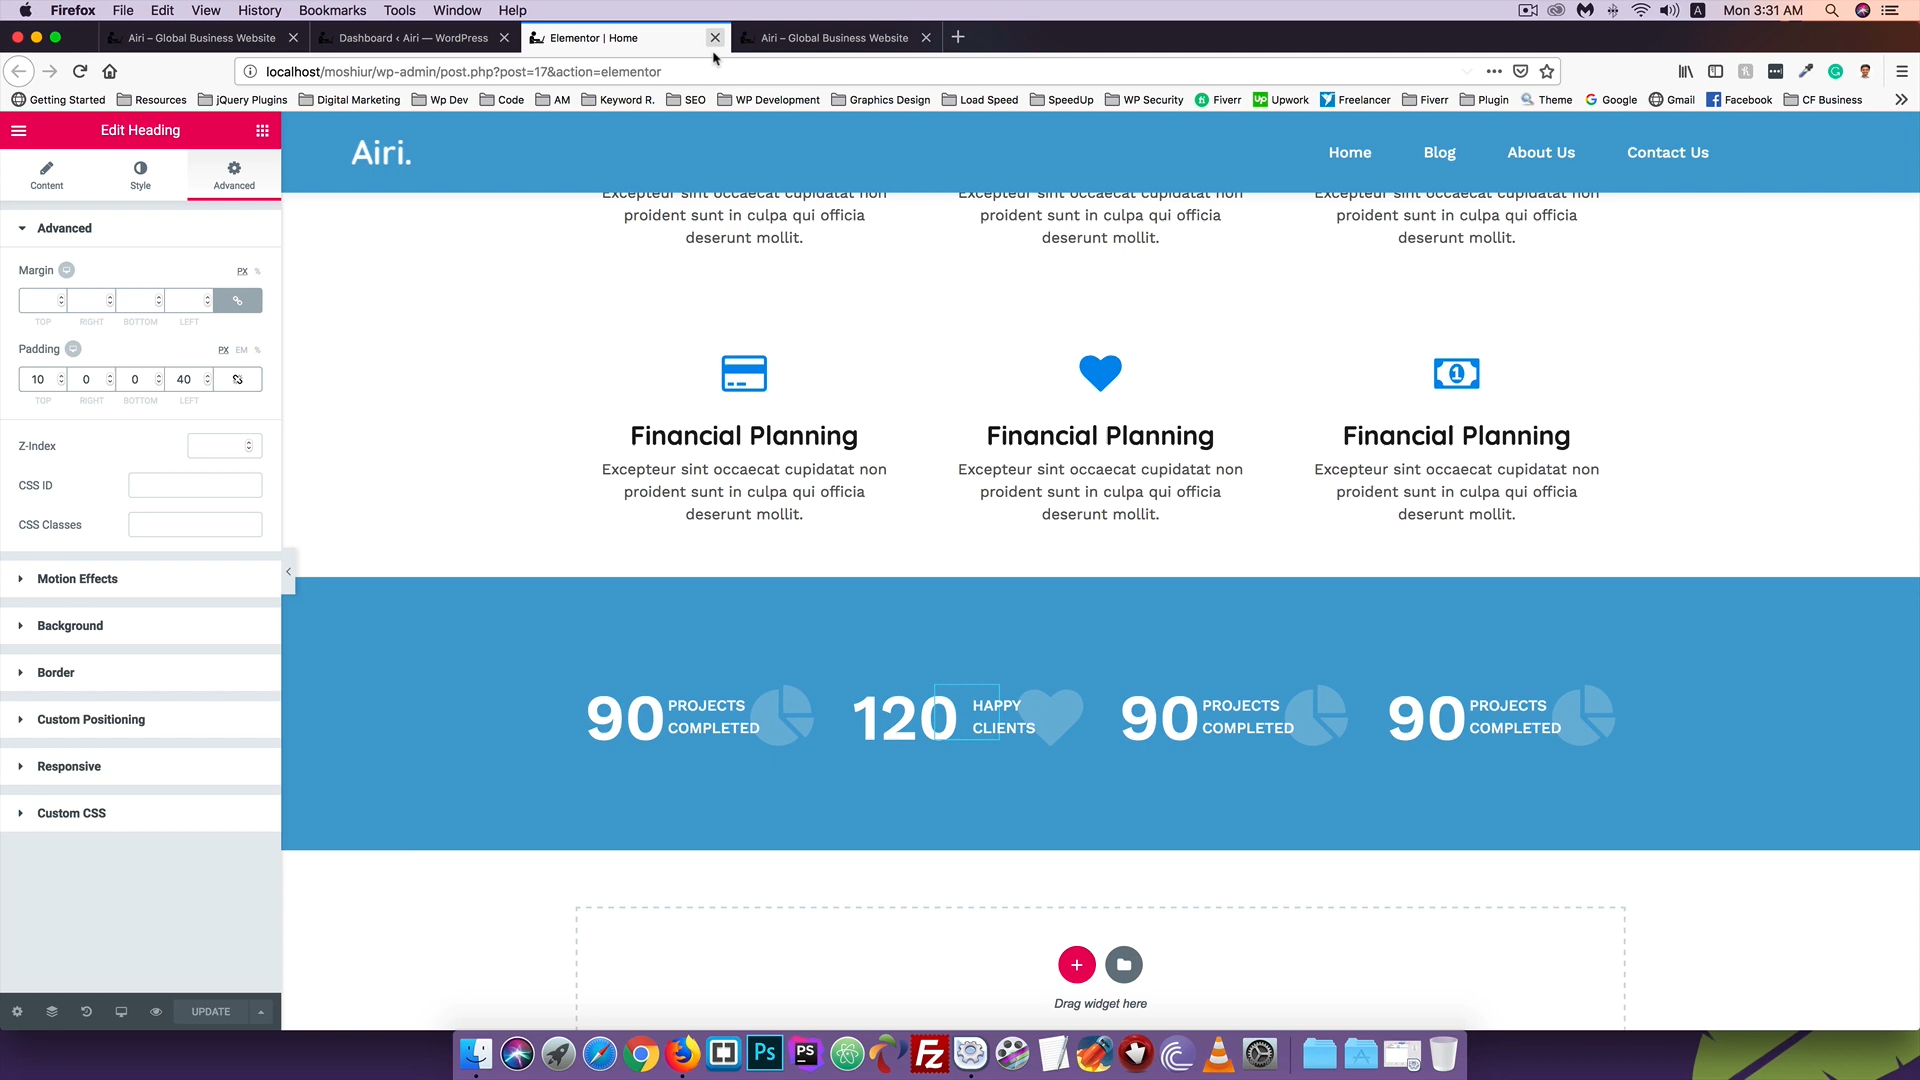 Firefox File Edit View History Bookmarks Tools Window Help A Mon 3:31 AM
Airi – Global Business Website Dashboard ‹ Airi — WordPress Elementor | Home Airi – Global Business Website
localhost/moshiur/wp-admin/post.php?post=17&action=elementor
Getting Started Resources jQuery Plugins Digital Marketing Wp Dev Code AM Keyword R. SEO WP Development Graphics Design Load Speed SpeedUp WP Security Fiverr Upwork Freelancer Fiverr Plugin Theme Google Gmail Facebook CF Business
Edit Heading
Content Style Advanced
Advanced
Margin PX %
TOP RIGHT BOTTOM LEFT
Padding PX EM %
10 0 0 40
TOP RIGHT BOTTOM LEFT
Z-Index
CSS ID
CSS Classes
Motion Effects
Background
Border
Custom Positioning
Responsive
Custom CSS
UPDATE
Airi. Home Blog About Us Contact Us
Excepteur sint occaecat cupidatat non Excepteur sint occaecat cupidatat non Excepteur sint occaecat cupidatat non
proident sunt in culpa qui officia proident sunt in culpa qui officia proident sunt in culpa qui officia
deserunt mollit. deserunt mollit. deserunt mollit.
Financial Planning Financial Planning Financial Planning
Excepteur sint occaecat cupidatat non Excepteur sint occaecat cupidatat non Excepteur sint occaecat cupidatat non
proident sunt in culpa qui officia proident sunt in culpa qui officia proident sunt in culpa qui officia
deserunt mollit. deserunt mollit. deserunt mollit.
90 PROJECTS COMPLETED
120 HAPPY CLIENTS
90 PROJECTS COMPLETED
90 PROJECTS COMPLETED
Drag widget here
Ps PS FZ